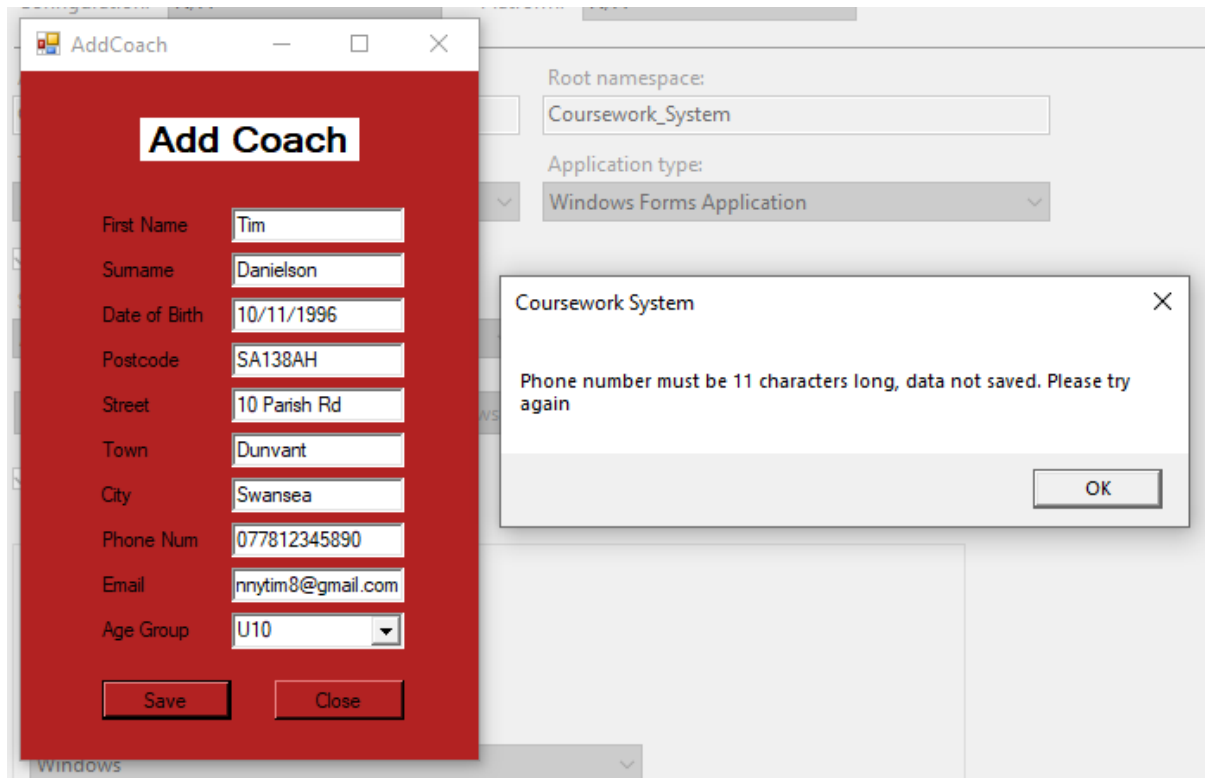 AddCoach
Add Coach
First Name Tim
Surname Danielson
Date of Birth 10/11/1996
Postcode SA138AH
Street 10 Parish Rd
Town Dunvant
City Swansea
Phone Num 077812345890
Email nnytim8@gmail.com
Age Group U10
Save Close
Root namespace:
Coursework_System
Application type:
Windows Forms Application
Coursework System
Phone number must be 11 characters long, data not saved. Please try
again
OK
Windows